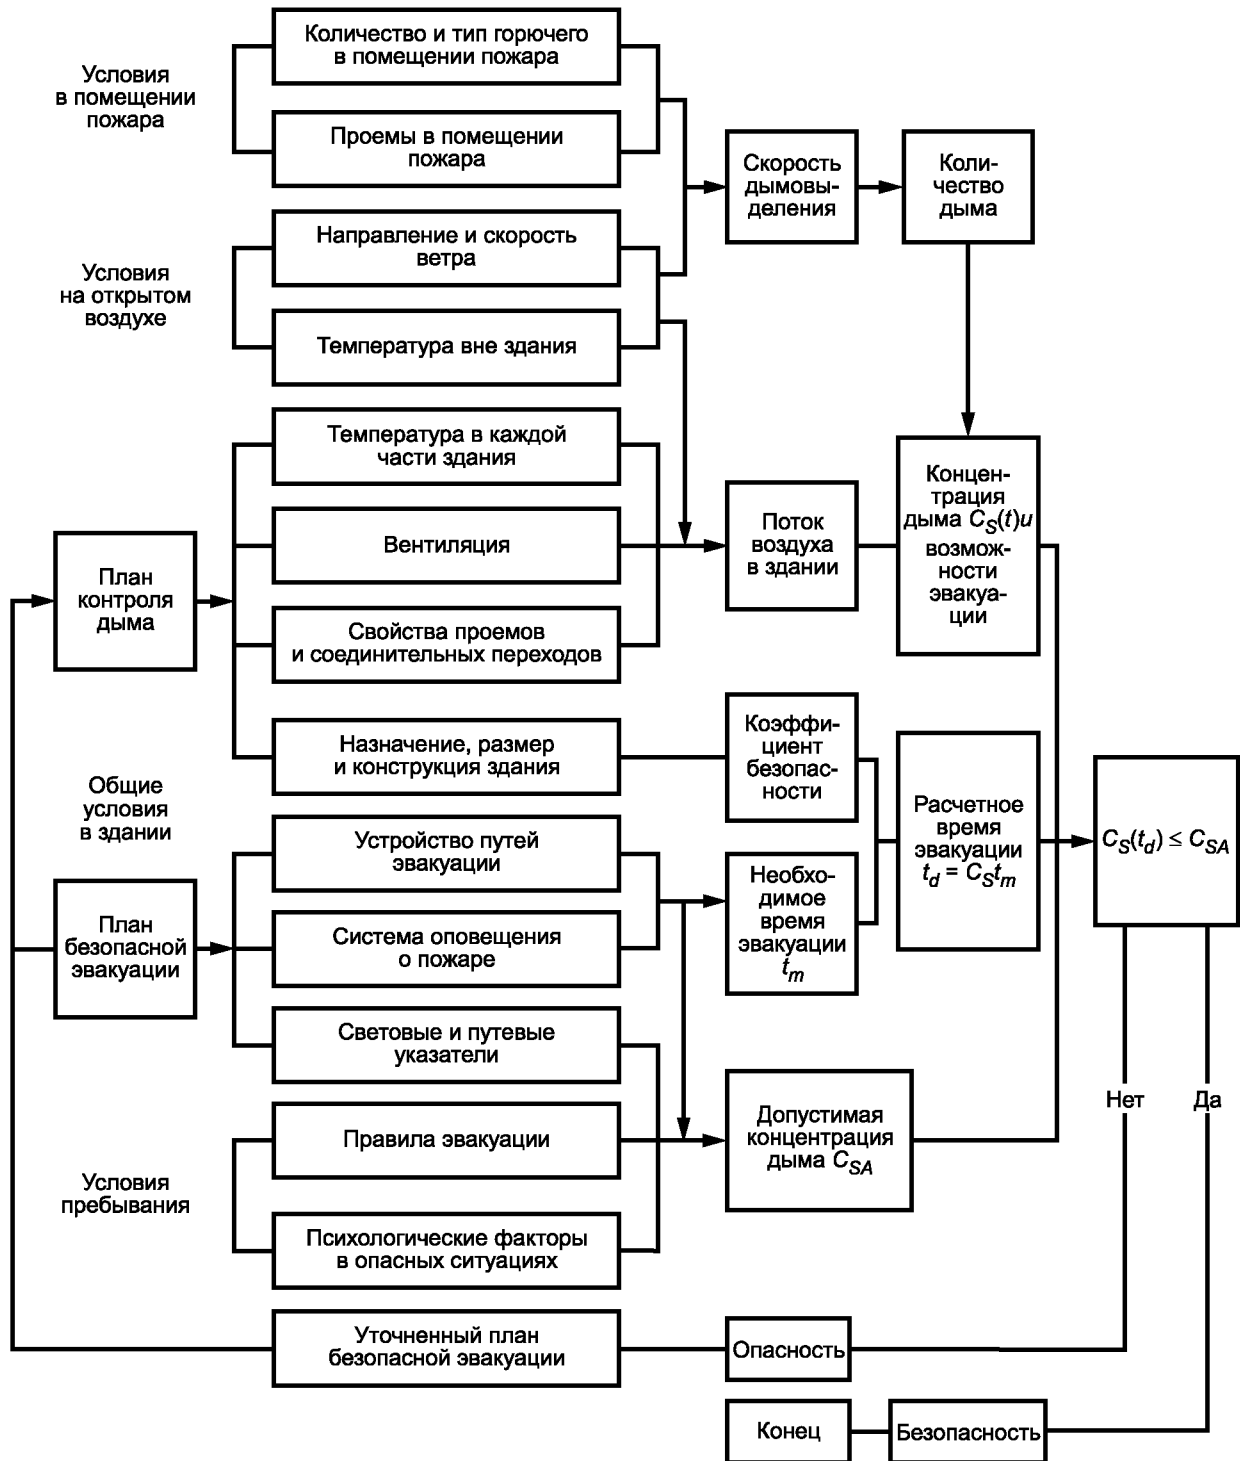 Количество и тип горючего
в помещении пожара
Условия
в помещении
пожара
Проемы в помещении
пожара
Скорость
дымовы-
деления
Коли-
чество
дыма
Направление и скорость
ветра
Условия
на открытом
воздухе
Температура вне здания
Температура в каждой
части здания
Вентиляция
Свойства проемов
и соединительных переходов
План
контроля
дыма
Поток
воздуха
в здании
Концен-
трация
дыма C_S(t)u
возмож-
ности
эвакуа-
ции
Назначение, размер
и конструкция здания
Коэффи-
циент
безопас-
ности
Общие
условия
в здании
Устройство путей
эвакуации
План
безопасной
эвакуации
Система оповещения
о пожаре
Световые и путевые
указатели
Необхо-
димое
время
эвакуации
t_m
Расчетное
время
эвакуации
t_d = C_S t_m
C_S(t_d) ≤ C_SA
Нет
Да
Правила эвакуации
Допустимая
концентрация
дыма C_SA
Условия
пребывания
Психологические факторы
в опасных ситуациях
Уточненный план
безопасной эвакуации
Опасность
Конец
Безопасность